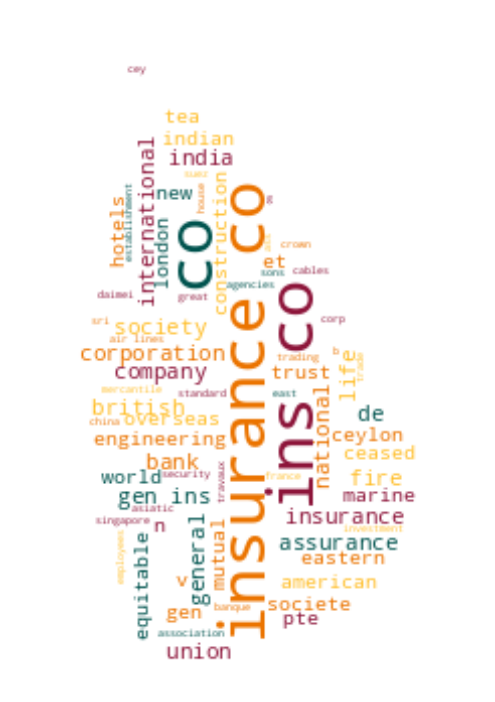 cey
tea
indian
india
suez
international
establishment
new
house
hotels
london
co
construction
insurance co
g
crown
et
sons
cables
agencies
daimei
great
ins co
corp
sri
society
air lines
corporation
company
b
trading
life
trade
trust
mercantile
standard
east
national
british
de
china
overseas
engineering
ceylon
ceased
bank
world
security
travaux
france
fire
gen ins
marine
asiatic
singapore
n
insurance
investment
employees
equitable
general
mutual
assurance
eastern
v
american
gen
banque
societe
pte
association
union